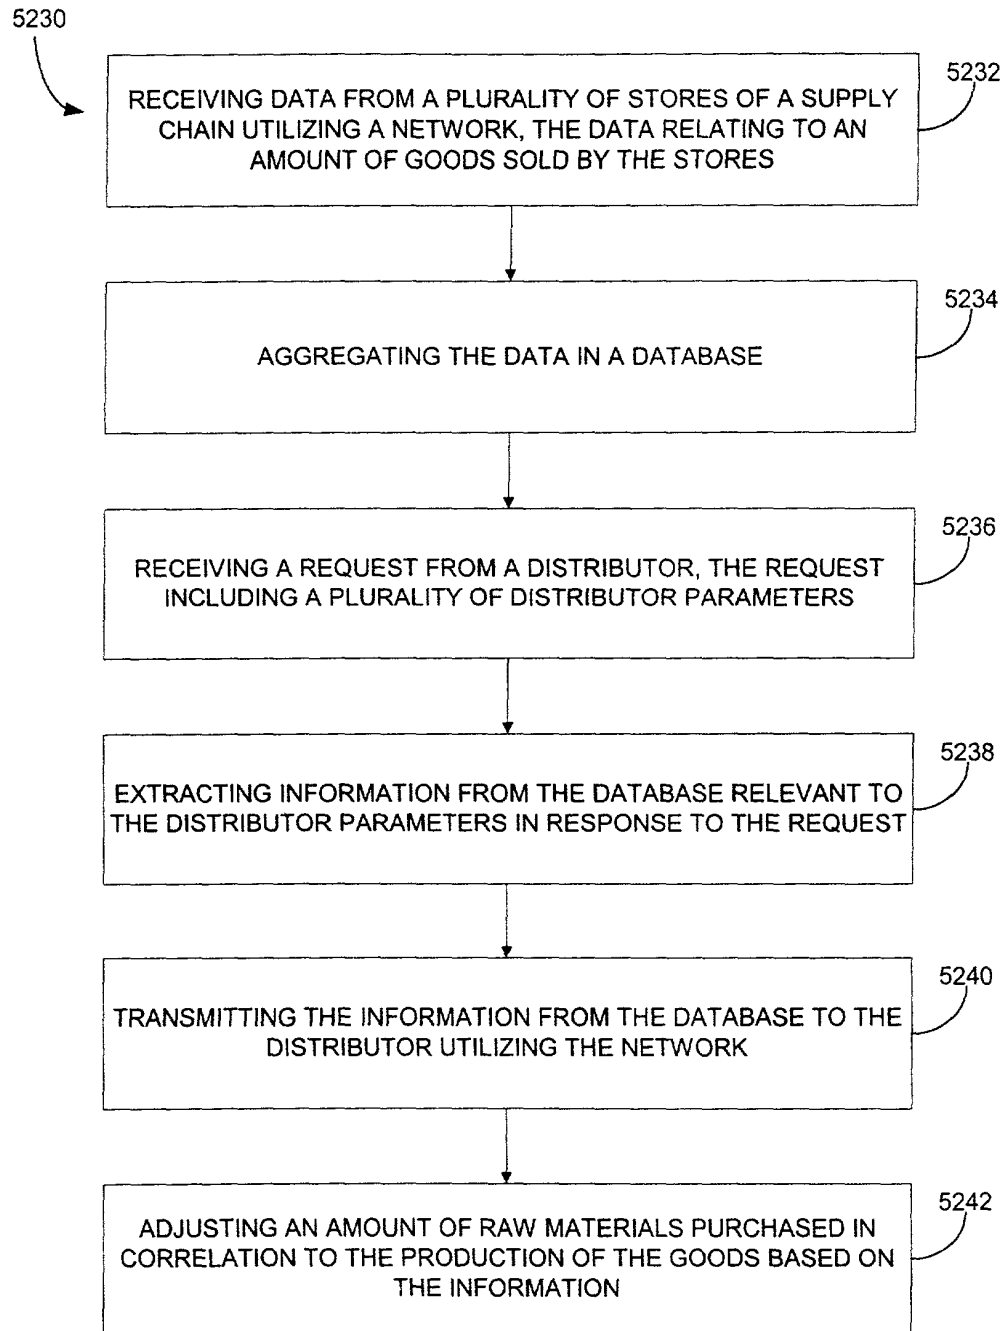 5230
5232
RECEIVING DATA FROM A PLURALITY OF STORES OF A SUPPLY
CHAIN UTILIZING A NETWORK, THE DATA RELATING TO AN
AMOUNT OF GOODS SOLD BY THE STORES
5234
AGGREGATING THE DATA IN A DATABASE
5236
RECEIVING A REQUEST FROM A DISTRIBUTOR, THE REQUEST
INCLUDING A PLURALITY OF DISTRIBUTOR PARAMETERS
5238
EXTRACTING INFORMATION FROM THE DATABASE RELEVANT TO
THE DISTRIBUTOR PARAMETERS IN RESPONSE TO THE REQUEST
5240
TRANSMITTING THE INFORMATION FROM THE DATABASE TO THE
DISTRIBUTOR UTILIZING THE NETWORK
5242
ADJUSTING AN AMOUNT OF RAW MATERIALS PURCHASED IN
CORRELATION TO THE PRODUCTION OF THE GOODS BASED ON
THE INFORMATION